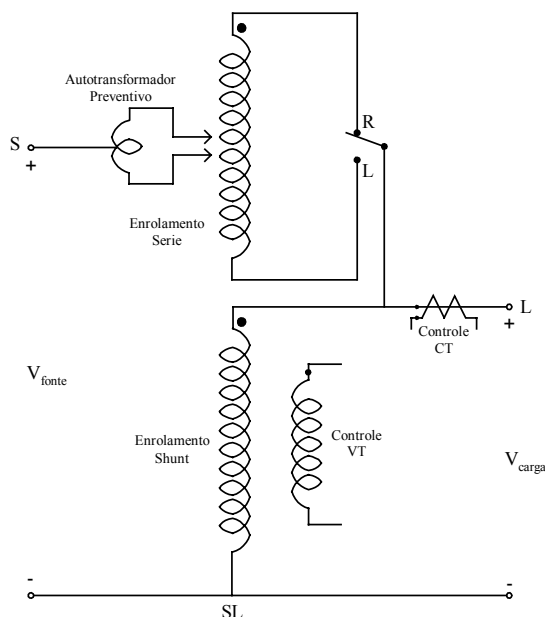 Autotransformador
Preventivo
S
+
R
L
Enrolamento
Serie
L
+
Controle
CT
V fonte
Enrolamento
Shunt
Controle
VT
V carga
-
-
SL